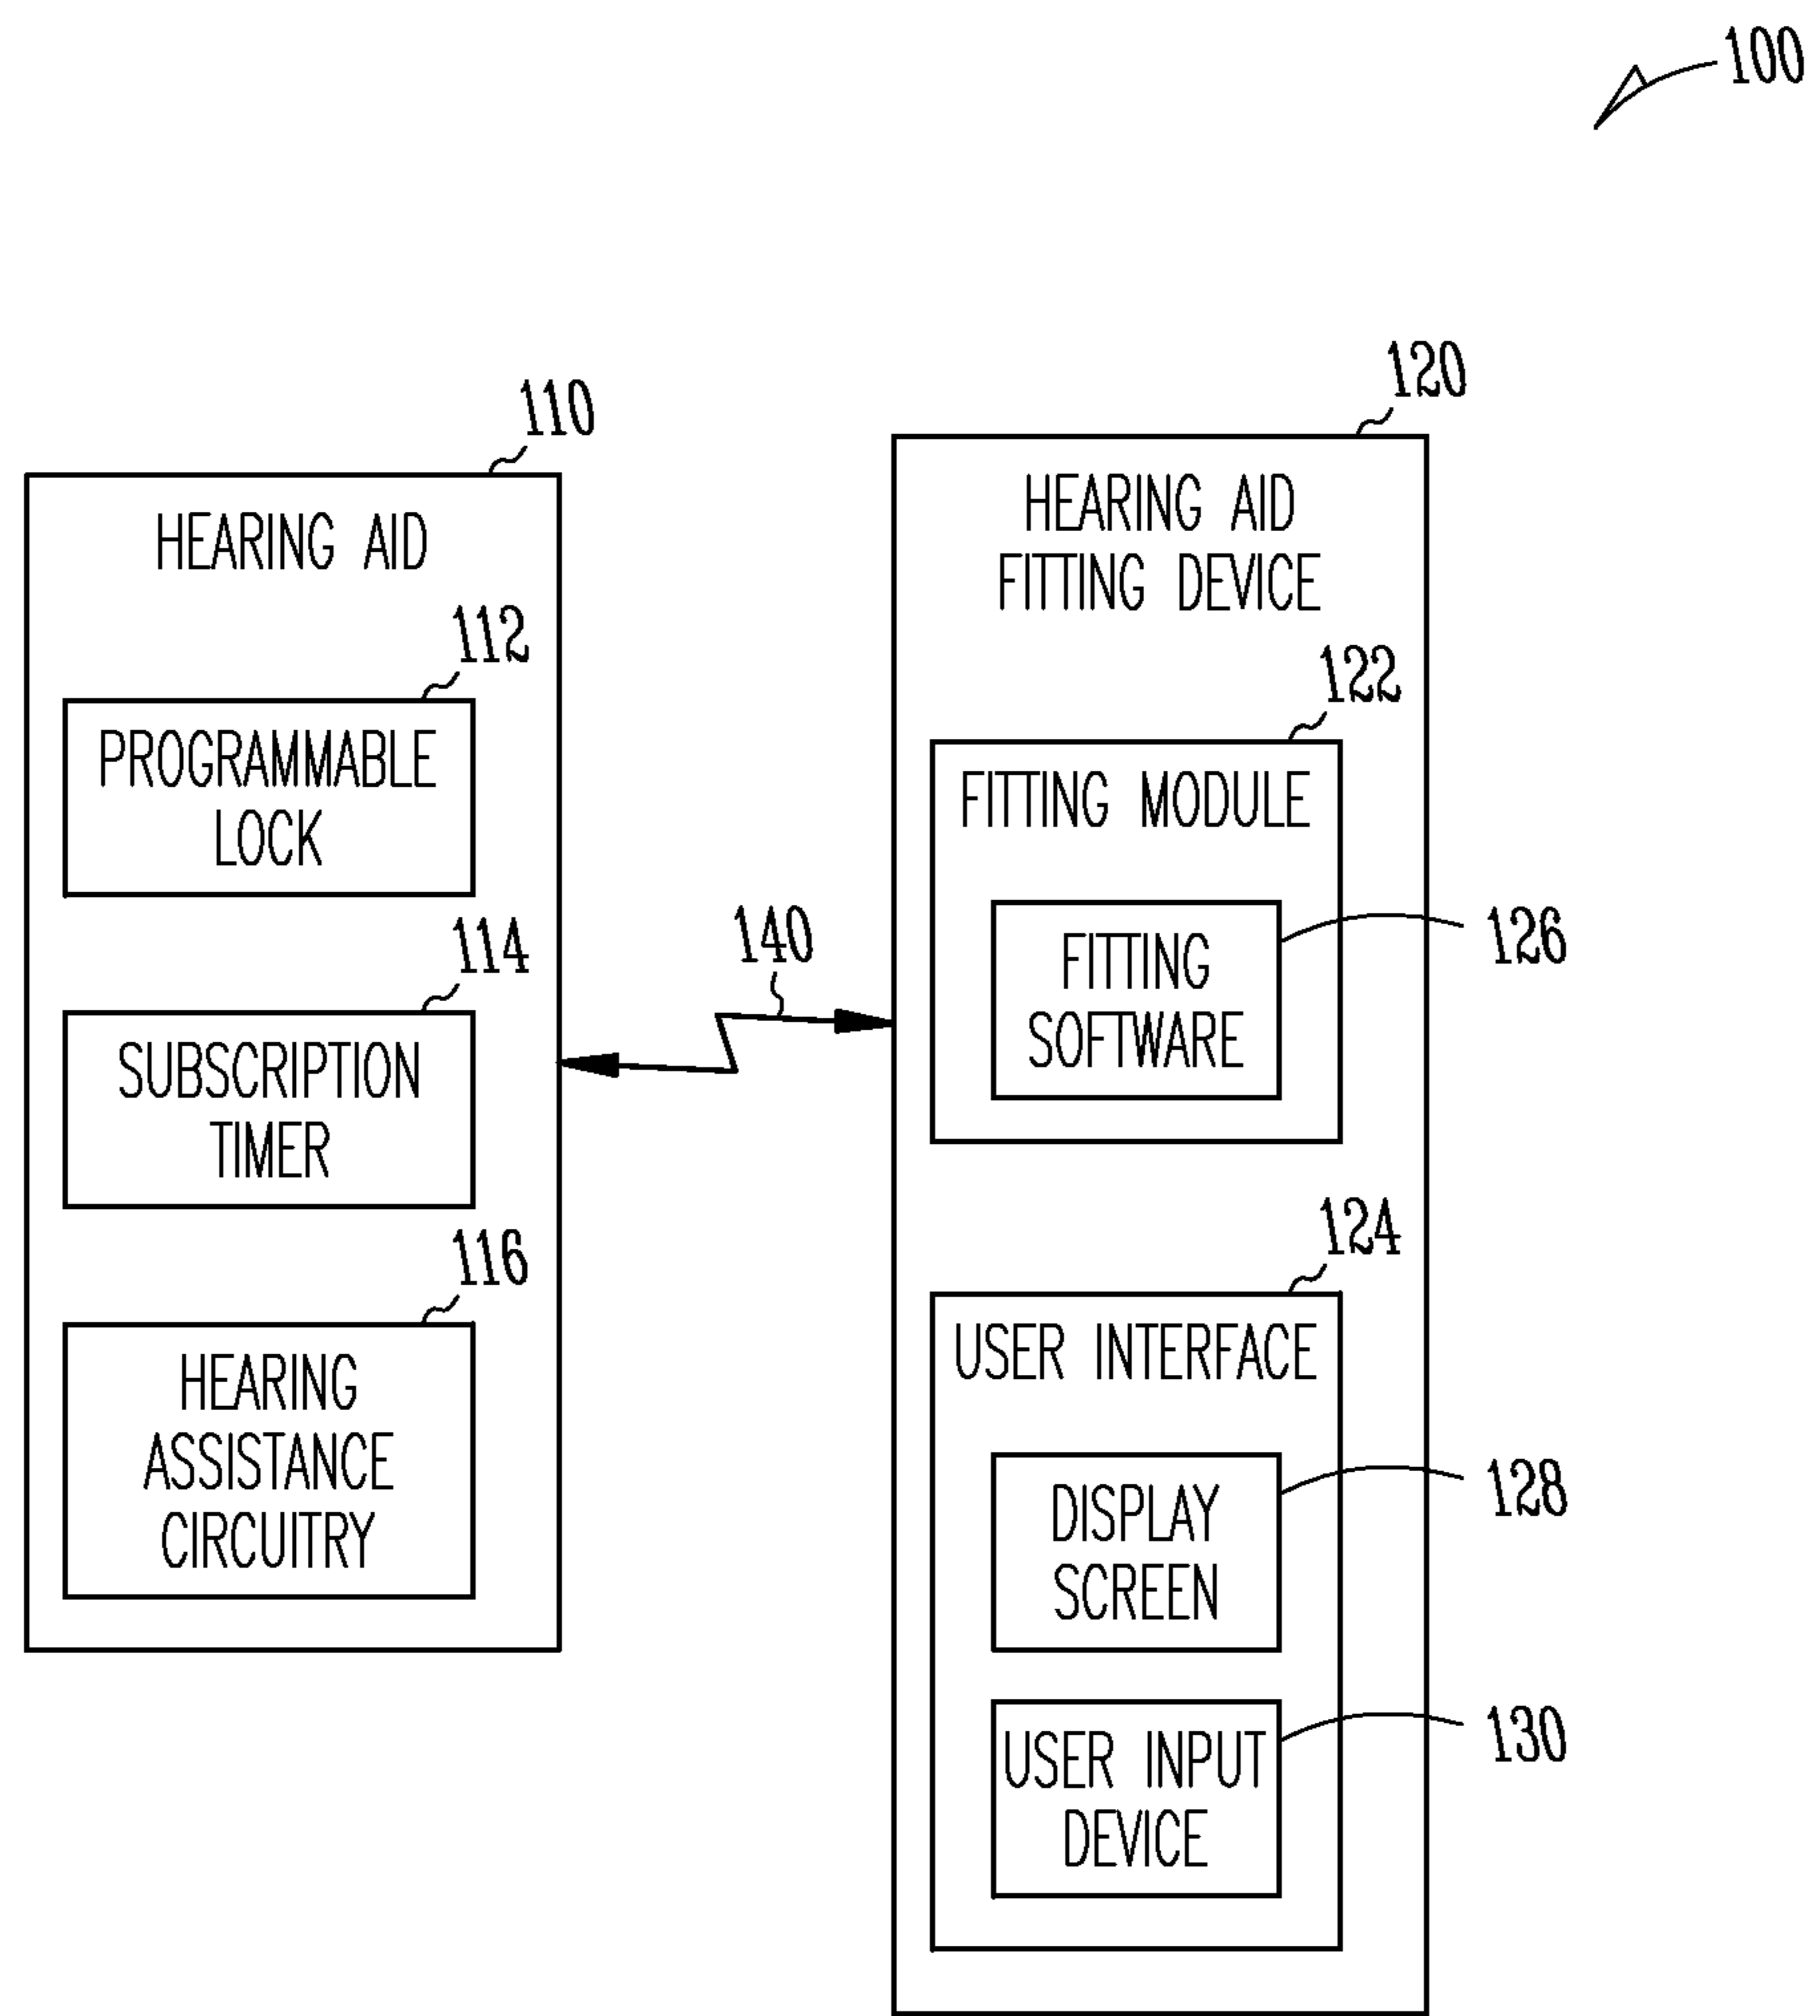 100
110
HEARING AID
112
PROGRAMMABLE
LOCK
114
SUBSCRIPTION
TIMER
116
HEARING
ASSISTANCE
CIRCUITRY
140
120
HEARING AID
FITTING DEVICE
122
FITTING MODULE
FITTING
SOFTWARE
126
124
USER INTERFACE
DISPLAY
SCREEN
128
USER INPUT
DEVICE
130